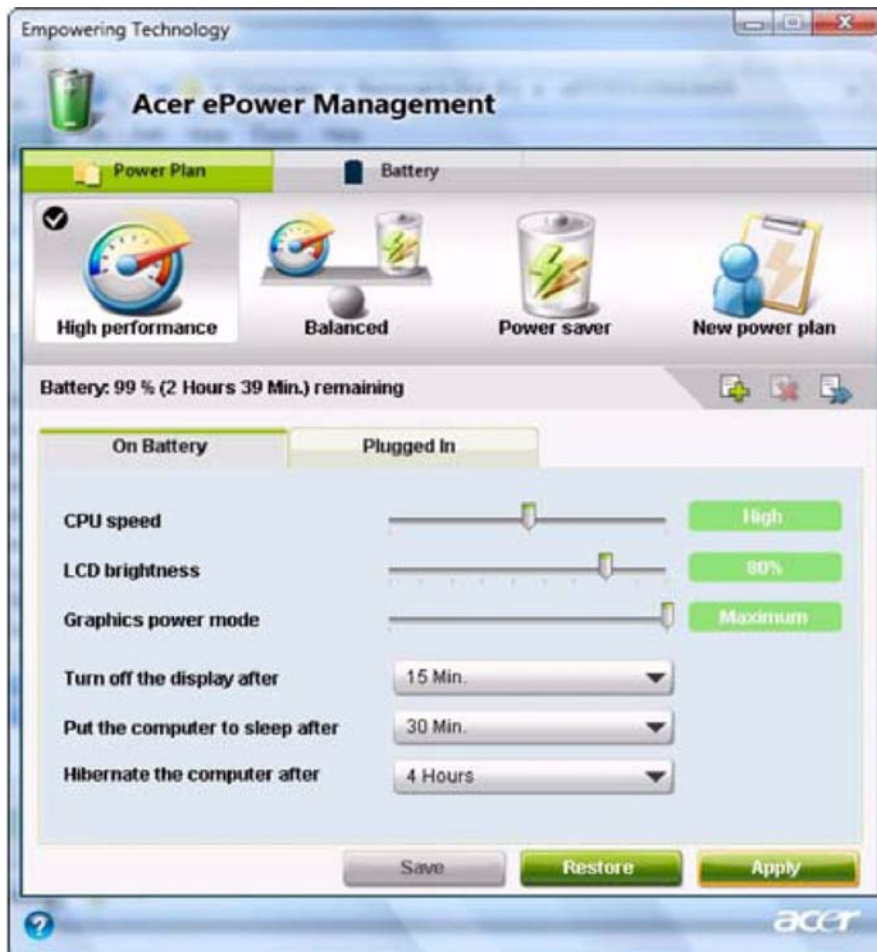 Empowering Technology
Acer ePower Management
Power Plan Battery
High performance Balanced Power saver New power plan
Battery: 99 % (2 Hours 39 Min.) remaining
On Battery Plugged In
CPU speed High
LCD brightness 80%
Graphics power mode Maximum
Turn off the display after 15 Min.
Put the computer to sleep after 30 Min.
Hibernate the computer after 4 Hours
Save Restore Apply
? acer